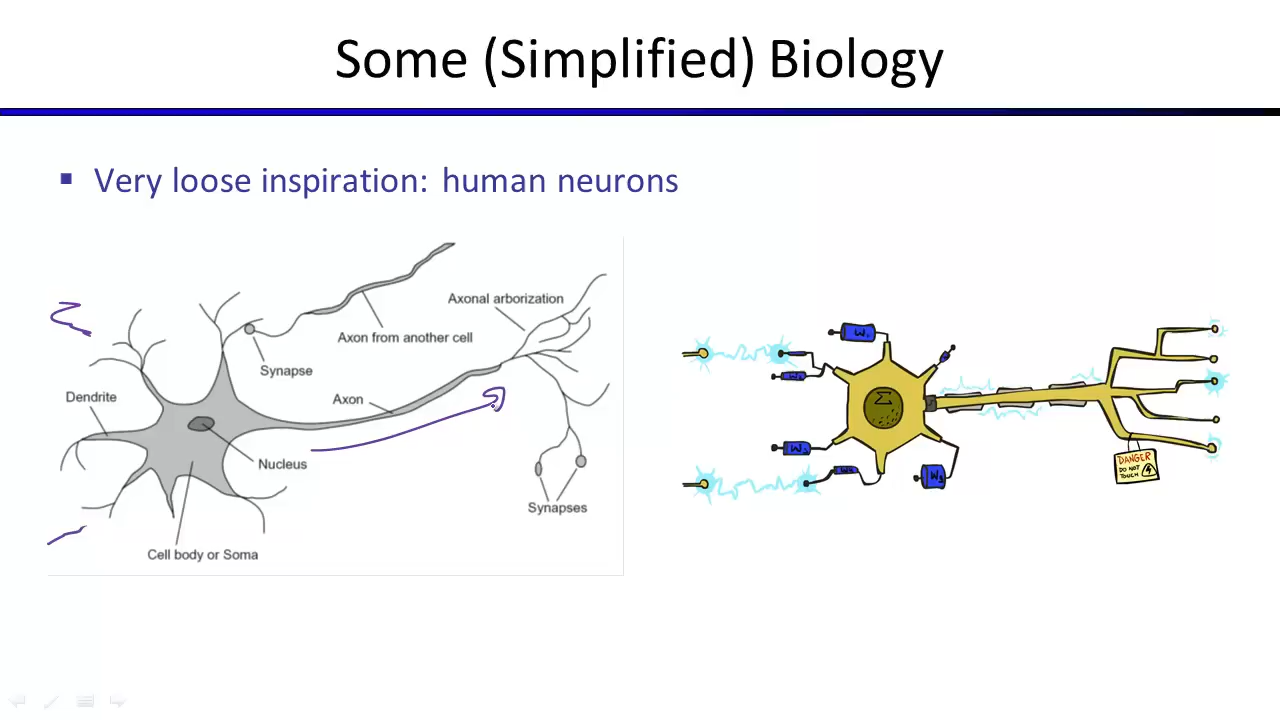 Some (Simplified) Biology
▪ Very loose inspiration: human neurons
Axonal arborization
Axon from another cell
Synapse
Dendrite
Axon
Nucleus
Synapses
Cell body or Soma
Σ
DANGER
DO NOT
TOUCH